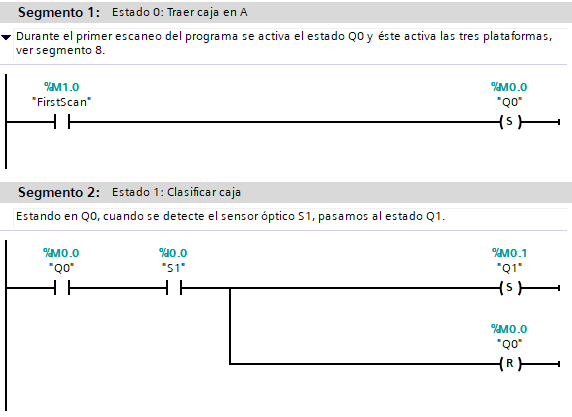 Segmento 1: Estado 0: Traer caja en A
Durante el primer escaneo del programa se activa el estado Q0 y éste activa las tres plataformas,
ver segmento 8.
%M1.0 %M0.0
"FirstScan" "Q0"
S
Segmento 2: Estado 1: Clasificar caja
Estando en Q0, cuando se detecte el sensor óptico S1, pasamos al estado Q1.
%M0.0 %I0.0 %M0.1
"Q0" "S1" "Q1"
S
%M0.0
"Q0"
R